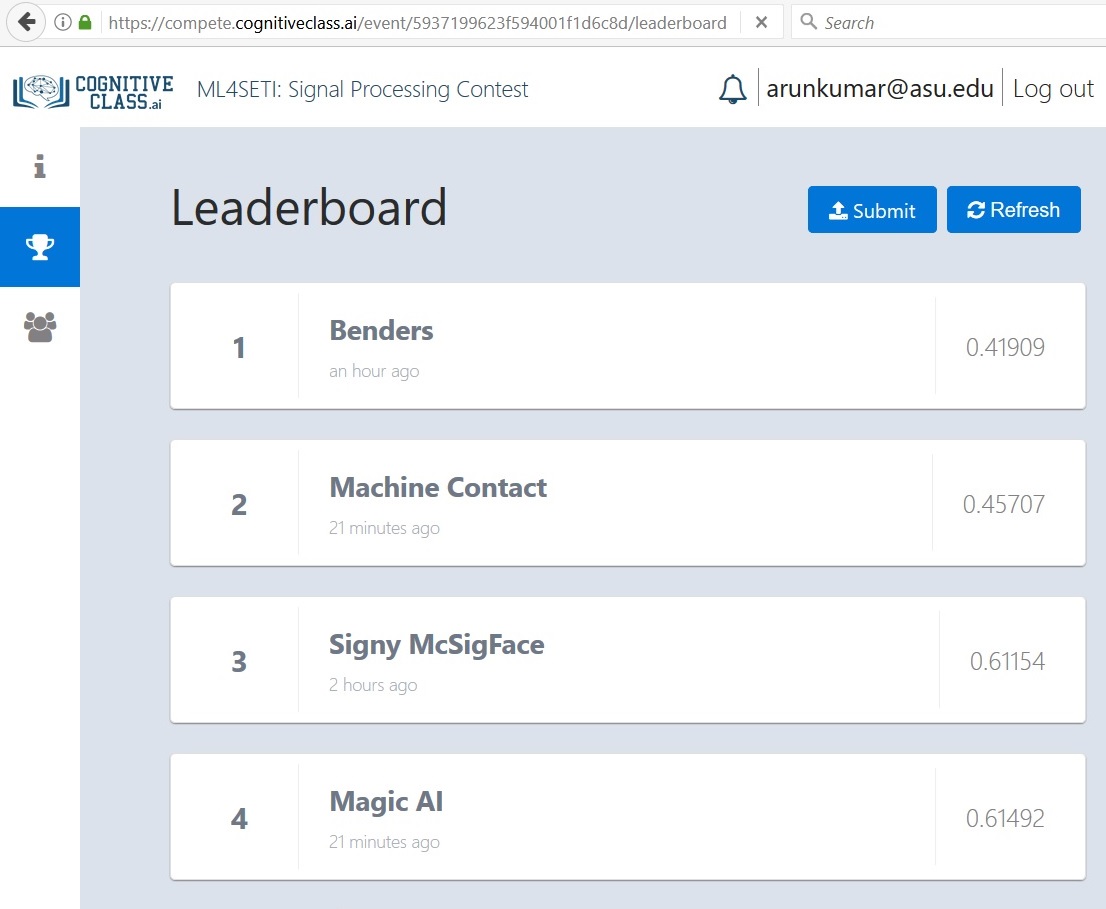 https://compete.cognitiveclass.ai/event/5937199623f594001f1d6c8d/leaderboard
Search
COGNITIVE
CLASS.ai
ML4SETI: Signal Processing Contest
arunkumar@asu.edu
Log out
Leaderboard
Submit
Refresh
1
Benders
an hour ago
0.41909
2
Machine Contact
21 minutes ago
0.45707
3
Signy McSigFace
2 hours ago
0.61154
4
Magic AI
21 minutes ago
0.61492